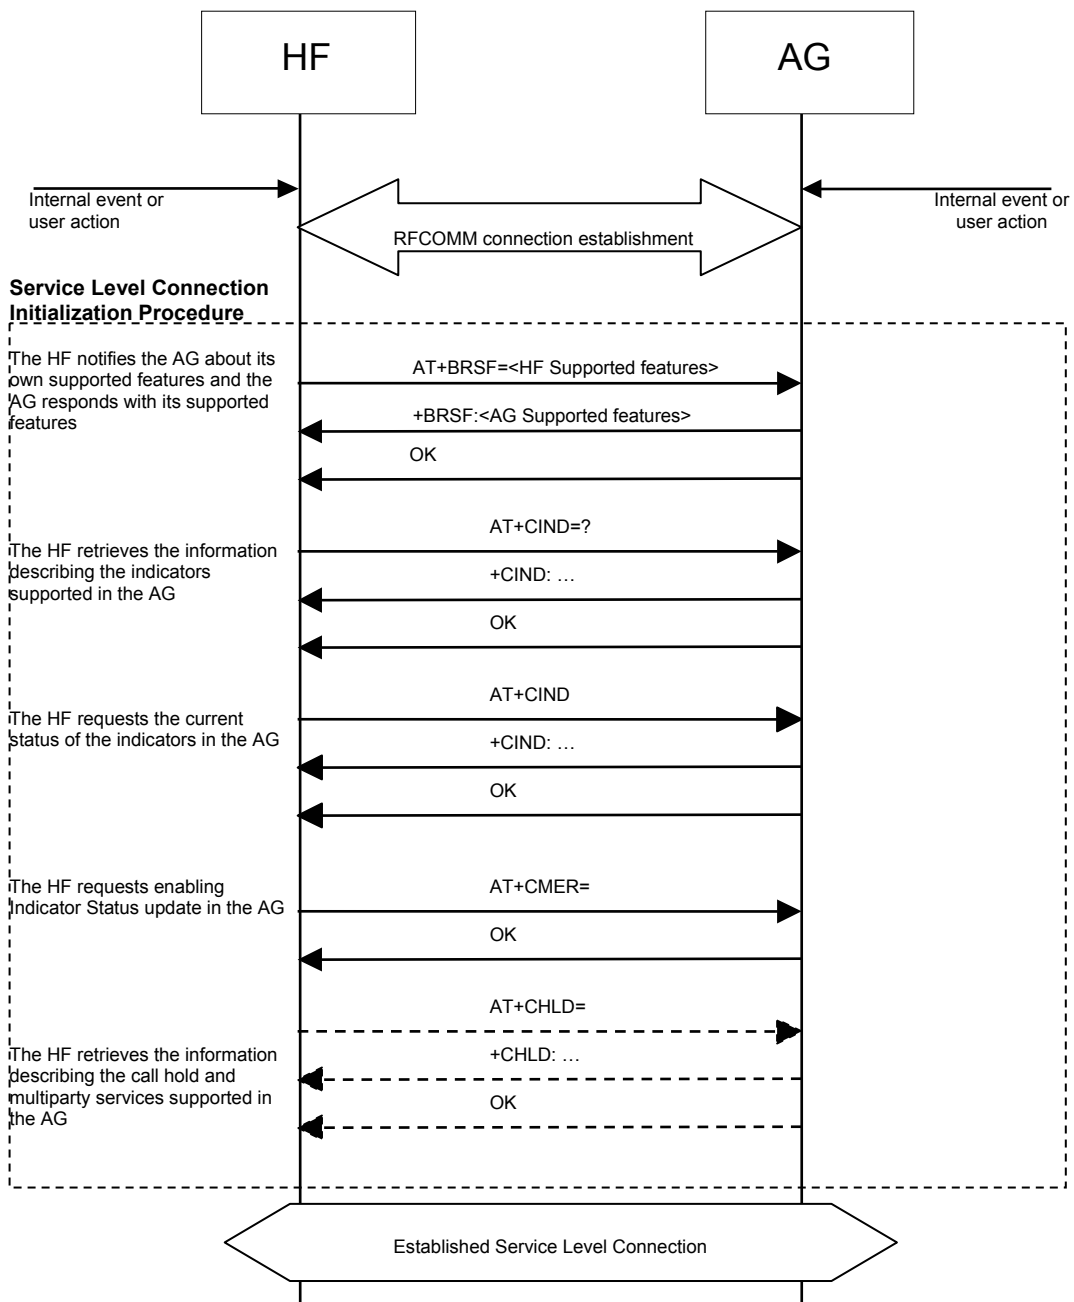 HF
AG
Internal event or
user action
Internal event or
user action
RFCOMM connection establishment
Service Level Connection
Initialization Procedure
The HF notifies the AG about its
own supported features and the
AG responds with its supported
features
AT+BRSF=<HF Supported features>
+BRSF:<AG Supported features>
OK
The HF retrieves the information
describing the indicators
supported in the AG
AT+CIND=?
+CIND: …
OK
The HF requests the current
status of the indicators in the AG
AT+CIND
+CIND: …
OK
The HF requests enabling
Indicator Status update in the AG
AT+CMER=
OK
The HF retrieves the information
describing the call hold and
multiparty services supported in
the AG
AT+CHLD=
+CHLD: …
OK
Established Service Level Connection